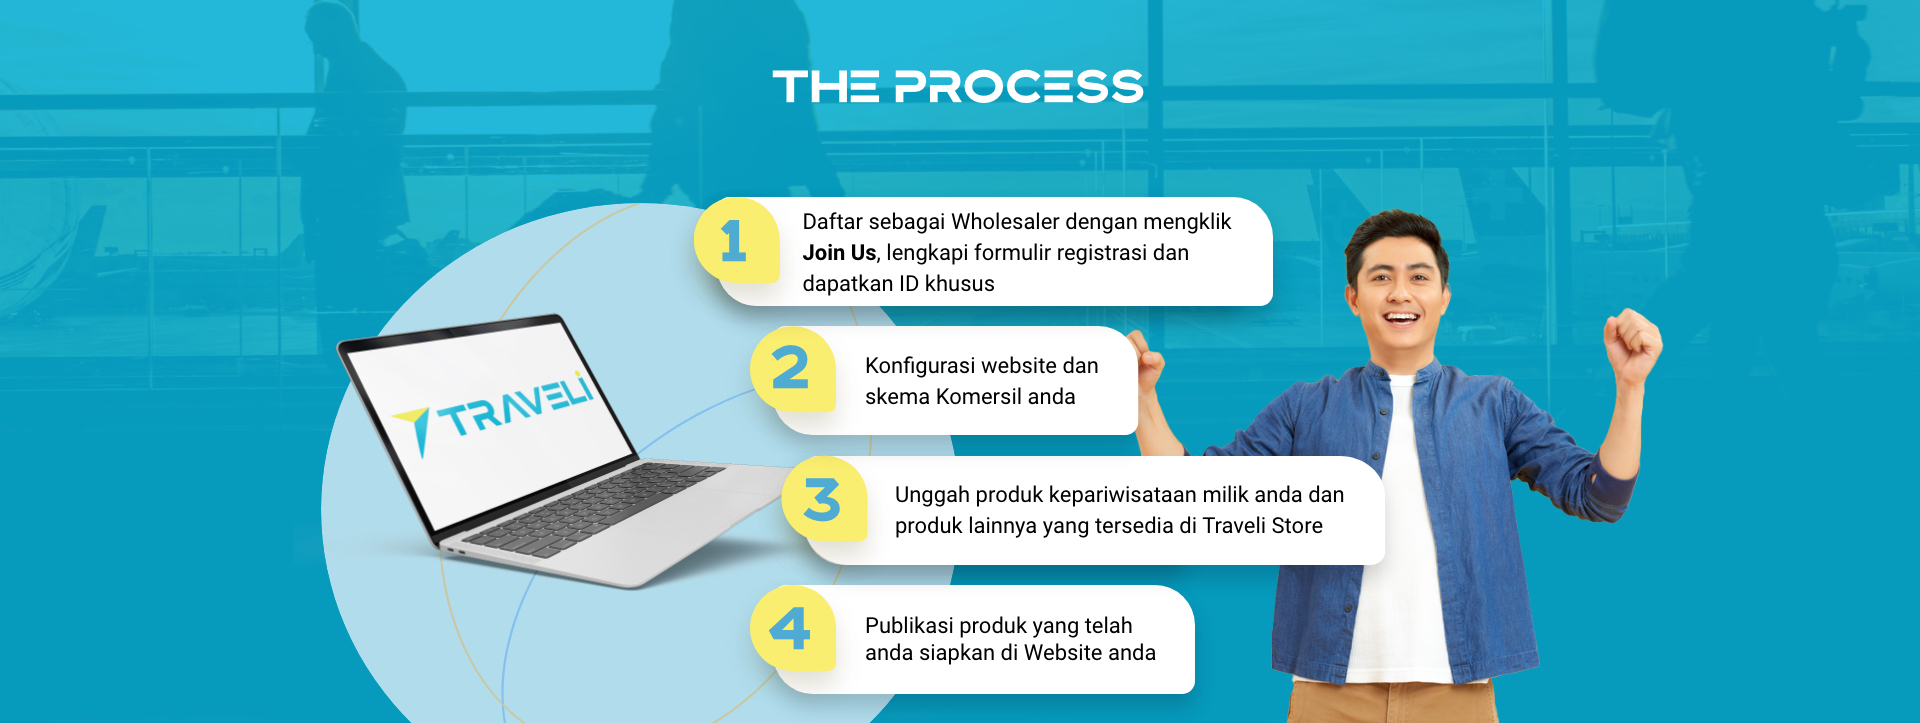 THE PROCESS
1
Daftar sebagai Wholesaler dengan mengklik
Join Us, lengkapi formulir registrasi dan
dapatkan ID khusus
2
Konfigurasi website dan
skema Komersil anda
TRAVELi
3
Unggah produk kepariwisataan milik anda dan
produk lainnya yang tersedia di Traveli Store
4
Publikasi produk yang telah
anda siapkan di Website anda